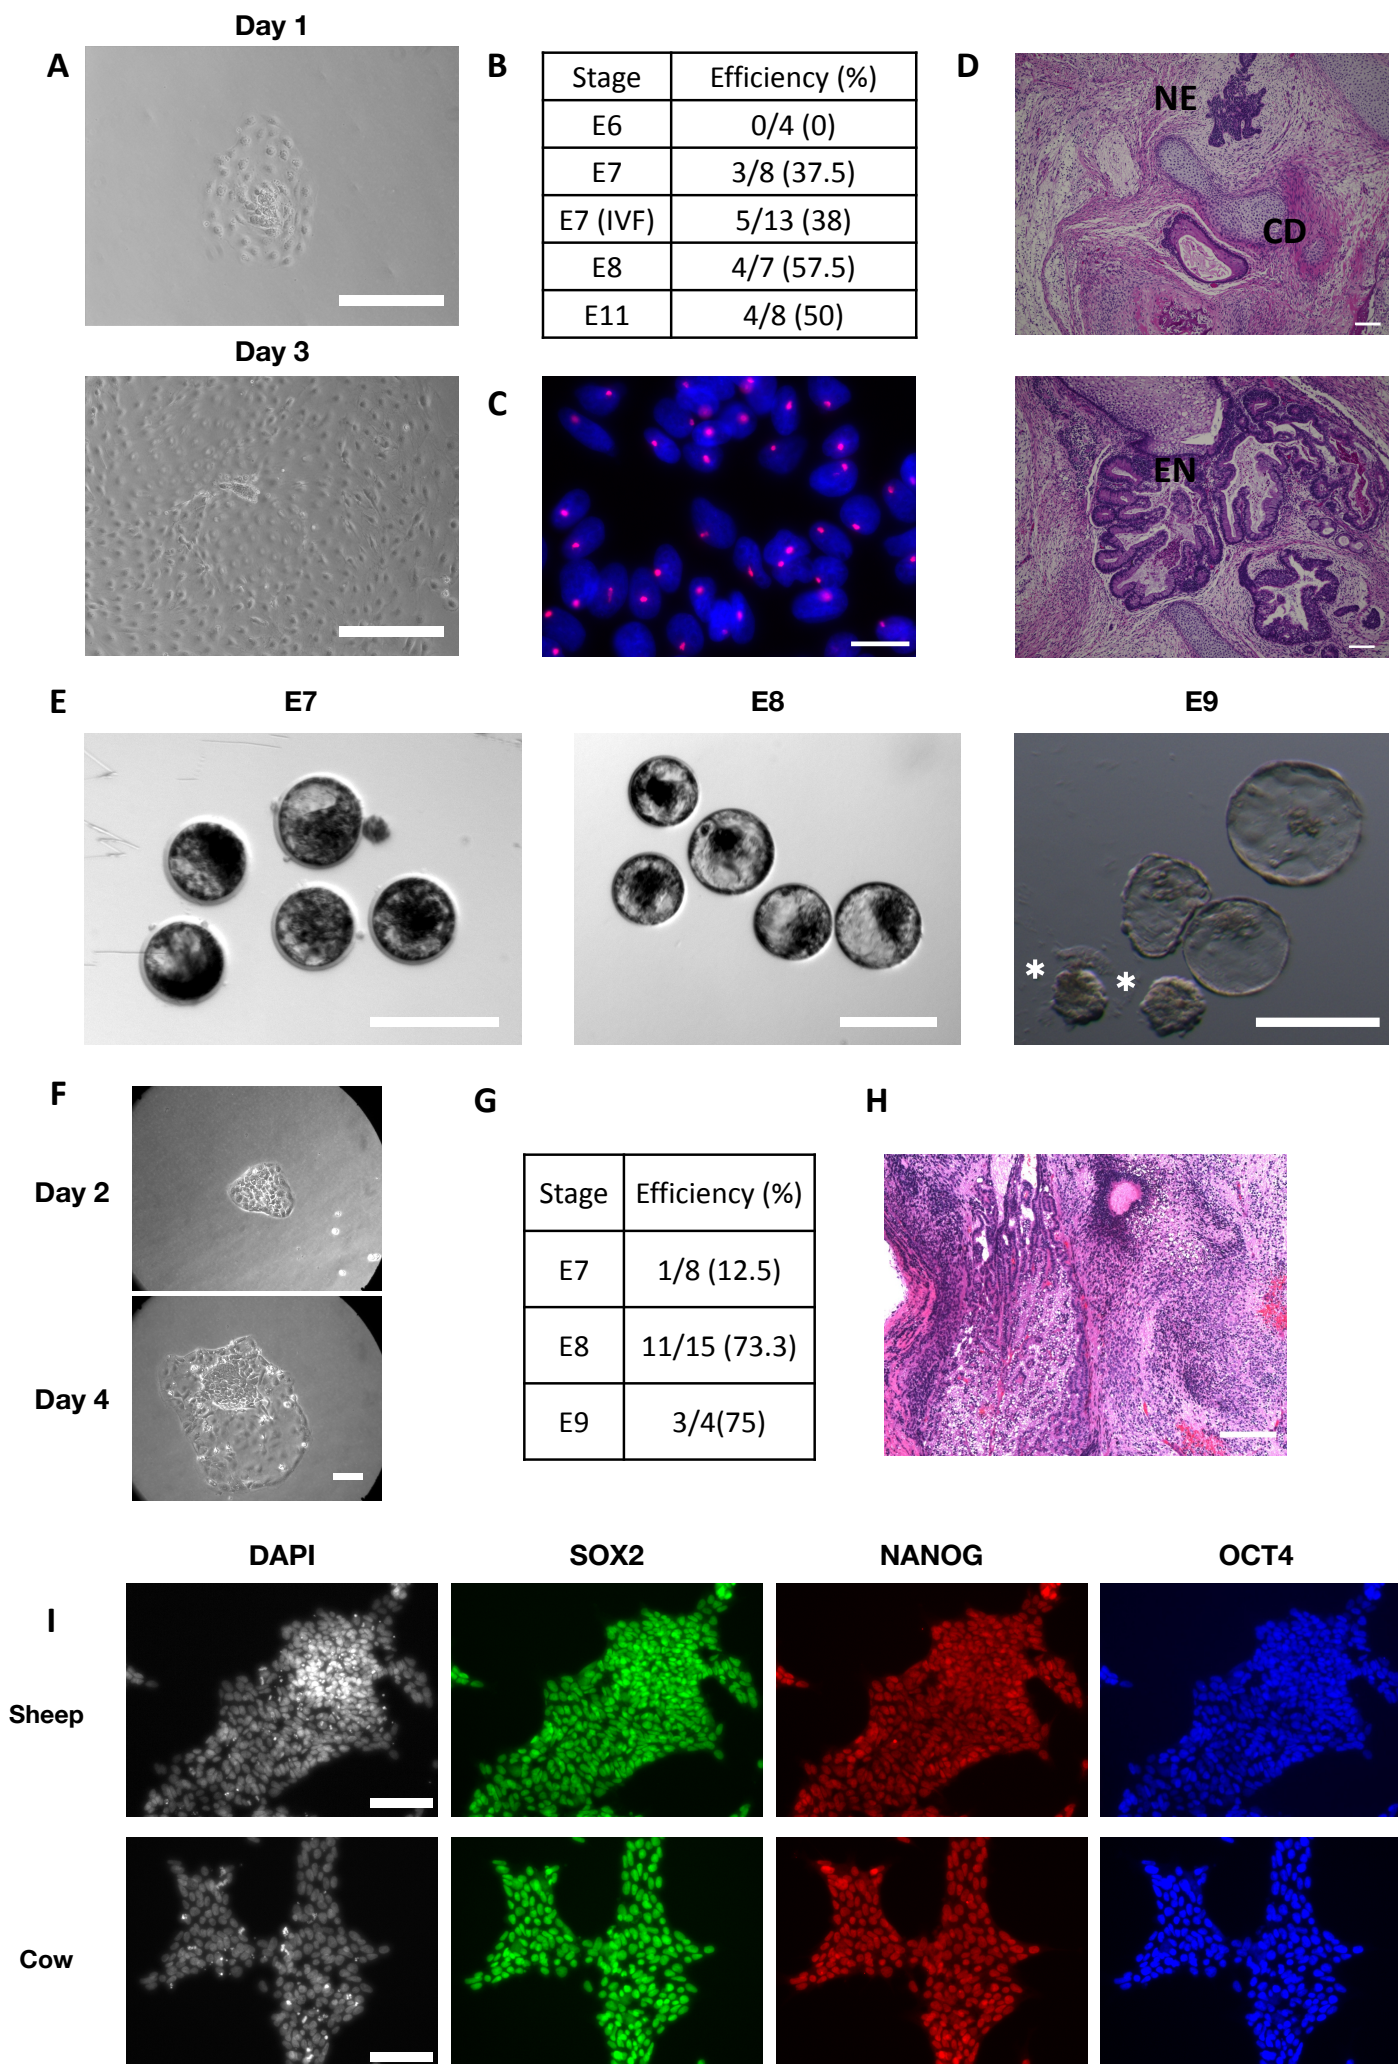 Day 1
A
B
D
Stage Efficiency (%)
E6 0/4 (0)
E7 3/8 (37.5)
E7 (IVF) 5/13 (38)
E8 4/7 (57.5)
E11 4/8 (50)
NE
CD
Day 3
C
EN
E
E7
E8
E9
*
*
F
G
H
Day 2
Day 4
Stage Efficiency (%)
E7 1/8 (12.5)
E8 11/15 (73.3)
E9 3/4(75)
DAPI
SOX2
NANOG
OCT4
I
Sheep
Cow